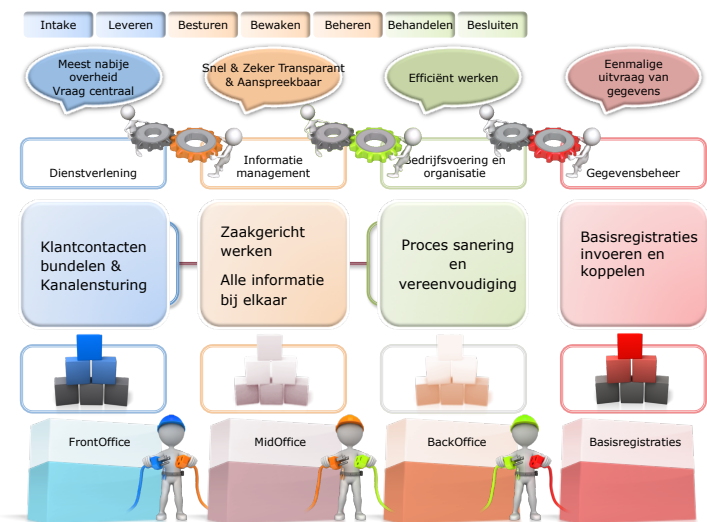 Intake
Leveren
Besturen
Bewaken
Beheren
Behandelen
Besluiten
Meest nabije
overheid
Vraag centraal
Snel & Zeker Transparant
& Aanspreekbaar
Efficiënt werken
Eenmalige
uitvraag van
gegevens
Dienstverlening
Informatie
management
Bedrijfsvoering en
organisatie
Gegevensbeheer
Klantcontacten
bundelen &
Kanalensturing
Zaakgericht
werken
Alle informatie
bij elkaar
Proces sanering
en
vereenvoudiging
Basisregistraties
invoeren en
koppelen
FrontOffice
MidOffice
BackOffice
Basisregistraties